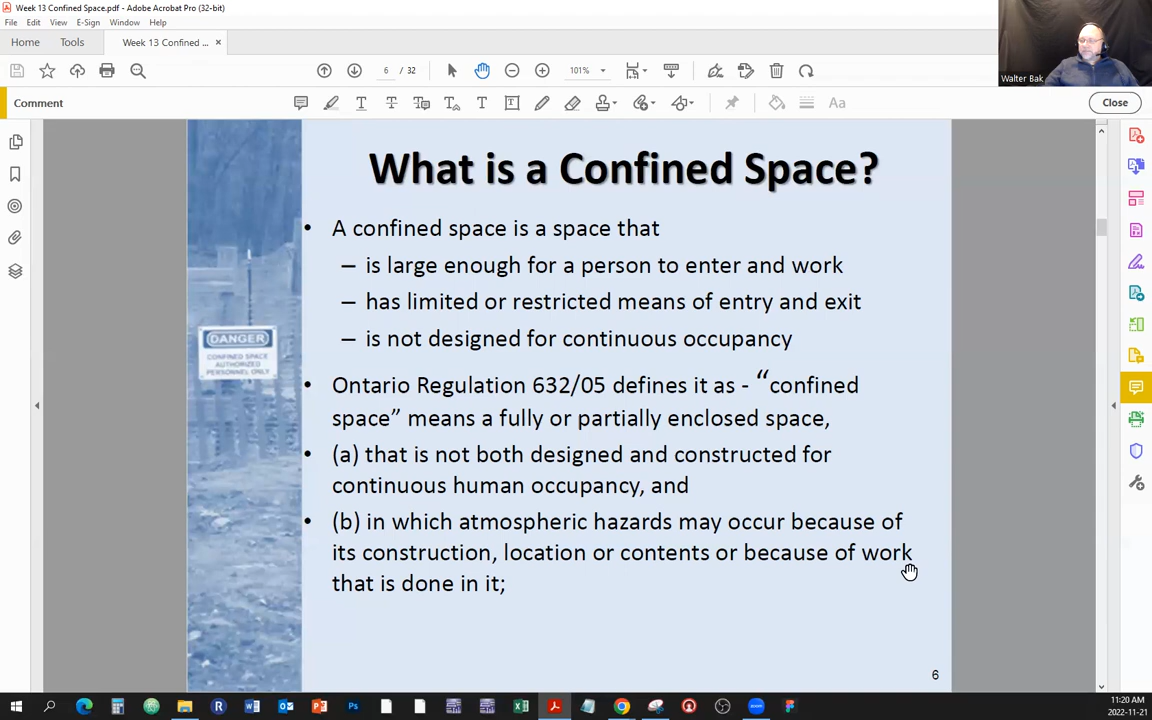 Week 13 Confined Space.pdf - Adobe Acrobat Pro (32-bit)
File Edit View E-Sign Window Help
Home Tools Week 13 Confined ... ×
6 / 32 101%
Walter Bak
Comment
Close
What is a Confined Space?
• A confined space is a space that
– is large enough for a person to enter and work
– has limited or restricted means of entry and exit
– is not designed for continuous occupancy
DANGER
CONFINED SPACE
AUTHORIZED
PERSONNEL ONLY
• Ontario Regulation 632/05 defines it as - “confined
space” means a fully or partially enclosed space,
• (a) that is not both designed and constructed for
continuous human occupancy, and
• (b) in which atmospheric hazards may occur because of
its construction, location or contents or because of work
that is done in it;
6
11:20 AM
2022-11-21